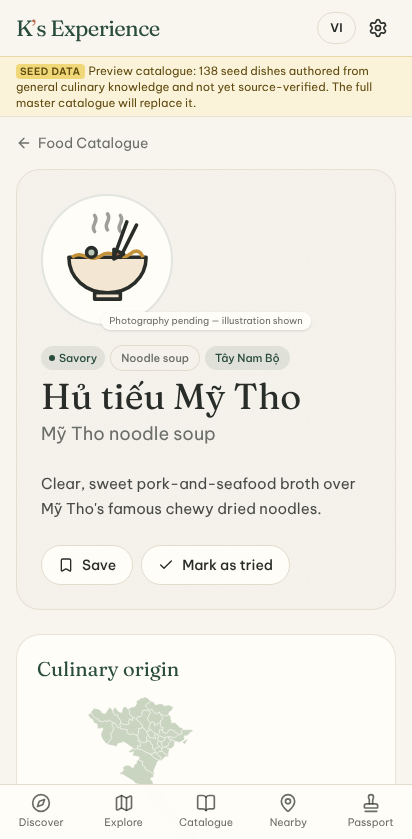 K's Experience
VI
SEED DATA Preview catalogue: 138 seed dishes authored from
general culinary knowledge and not yet source-verified. The full
master catalogue will replace it.
← Food Catalogue
Photography pending — illustration shown
Savory
Noodle soup
Tây Nam Bộ
Hủ tiếu Mỹ Tho
Mỹ Tho noodle soup
Clear, sweet pork-and-seafood broth over
Mỹ Tho's famous chewy dried noodles.
Save
Mark as tried
Culinary origin
Discover
Explore
Catalogue
Nearby
Passport